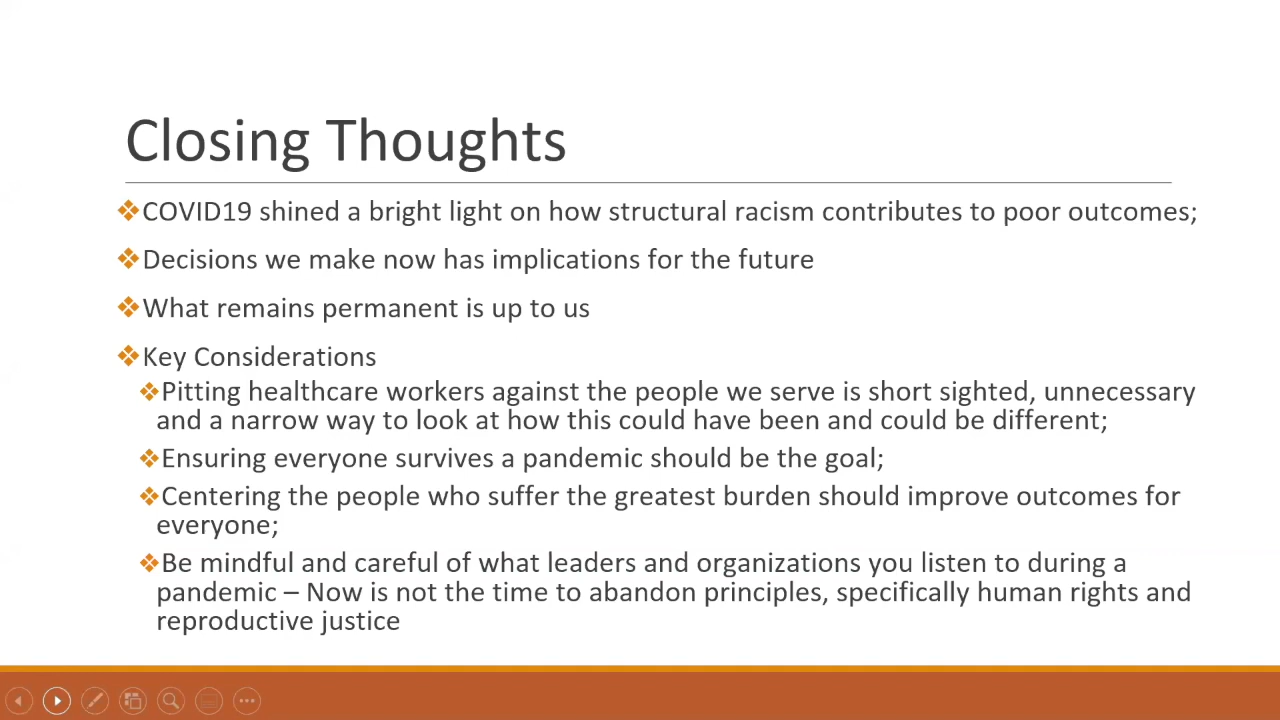 Closing Thoughts
COVID19 shined a bright light on how structural racism contributes to poor outcomes;
Decisions we make now has implications for the future
What remains permanent is up to us
Key Considerations
Pitting healthcare workers against the people we serve is short sighted, unnecessary
and a narrow way to look at how this could have been and could be different;
Ensuring everyone survives a pandemic should be the goal;
Centering the people who suffer the greatest burden should improve outcomes for
everyone;
Be mindful and careful of what leaders and organizations you listen to during a
pandemic – Now is not the time to abandon principles, specifically human rights and
reproductive justice